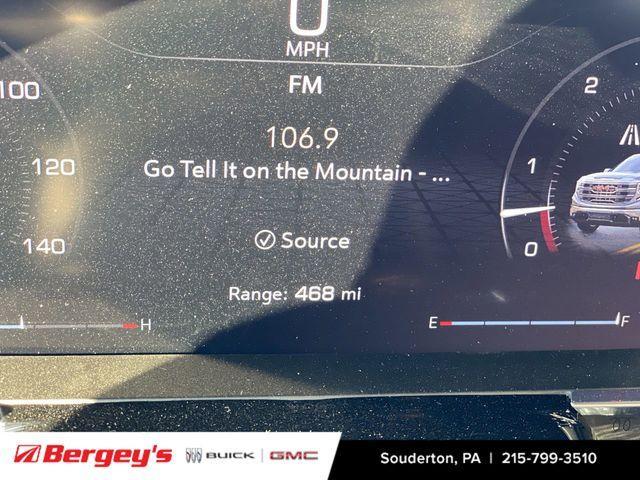 0
MPH
FM
106.9
Go Tell It on the Mountain - ...
Source
Range: 468 mi
100
120
140
H
2
1
0
GMC
E F
Bergey's BUICK | GMC
Souderton, PA | 215-799-3510